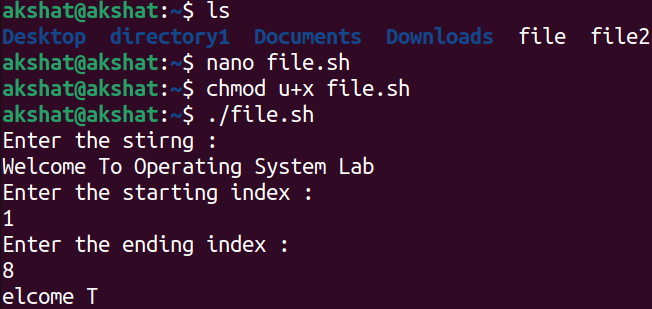 akshat@akshat:~$ ls
Desktop directory1 Documents Downloads file file2
akshat@akshat:~$ nano file.sh
akshat@akshat:~$ chmod u+x file.sh
akshat@akshat:~$ ./file.sh
Enter the stirng :
Welcome To Operating System Lab
Enter the starting index :
1
Enter the ending index :
8
elcome T